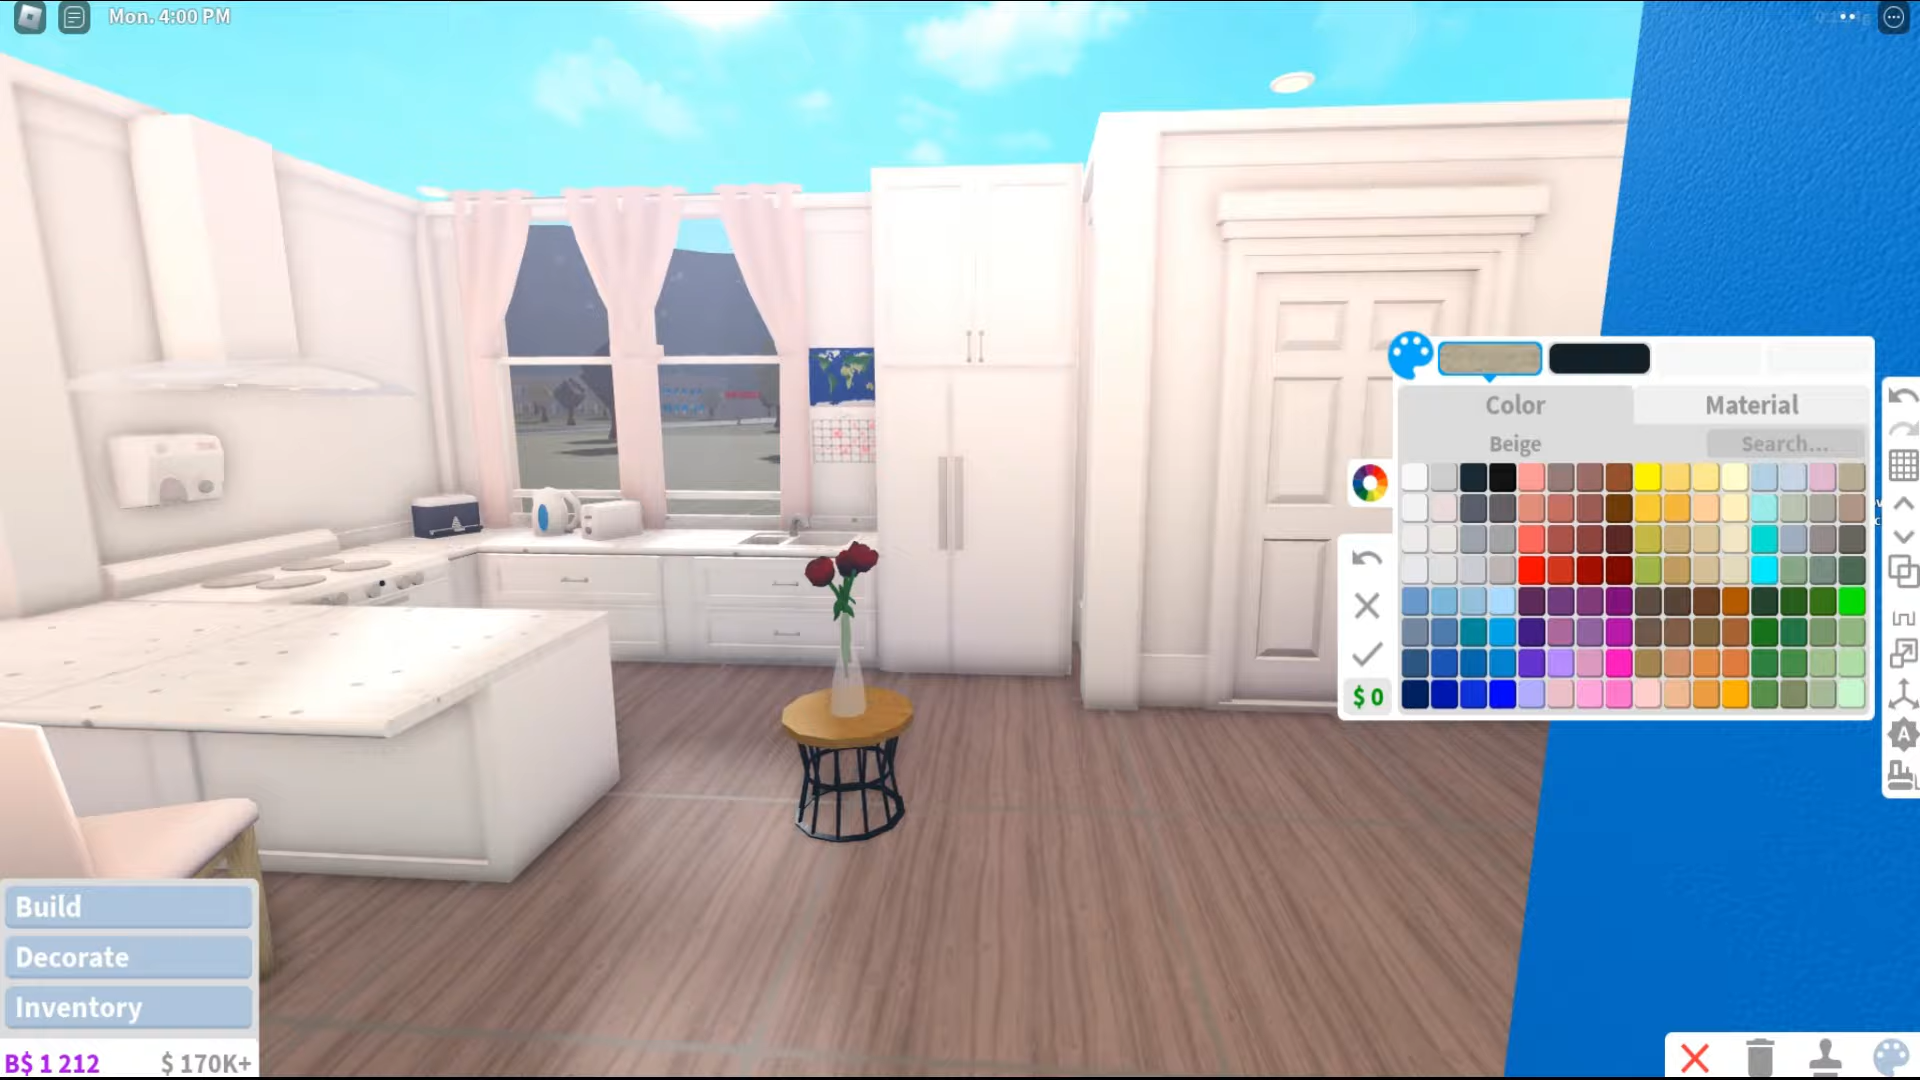 Mon. 4:00 PM
Color
Material
Beige
Search...
$ 0
A
Build
Decorate
Inventory
B$ 1 212
$ 170K+